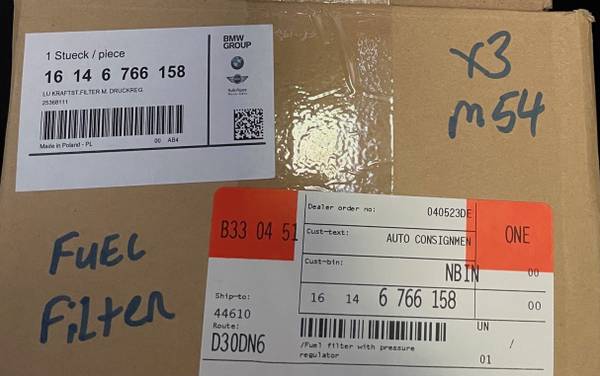 1 Stueck / piece
16 14 6 766 158
LU KRAFTST.FILTER M. DRUCKREG.
25368111
Made in Poland - PL
00 AB4
BMW
GROUP
X3
M54
FUEL
FilteR
B33 04 51
Dealer order no:
040523DE
Cust-text:
AUTO CONSIGNMEN
Cust-bin:
NBIN
ONE
00
16 14 6 766 158
00
Ship-to:
44610
Route:
D30DN6
/Fuel filter with pressure
regulator
UN
/
01